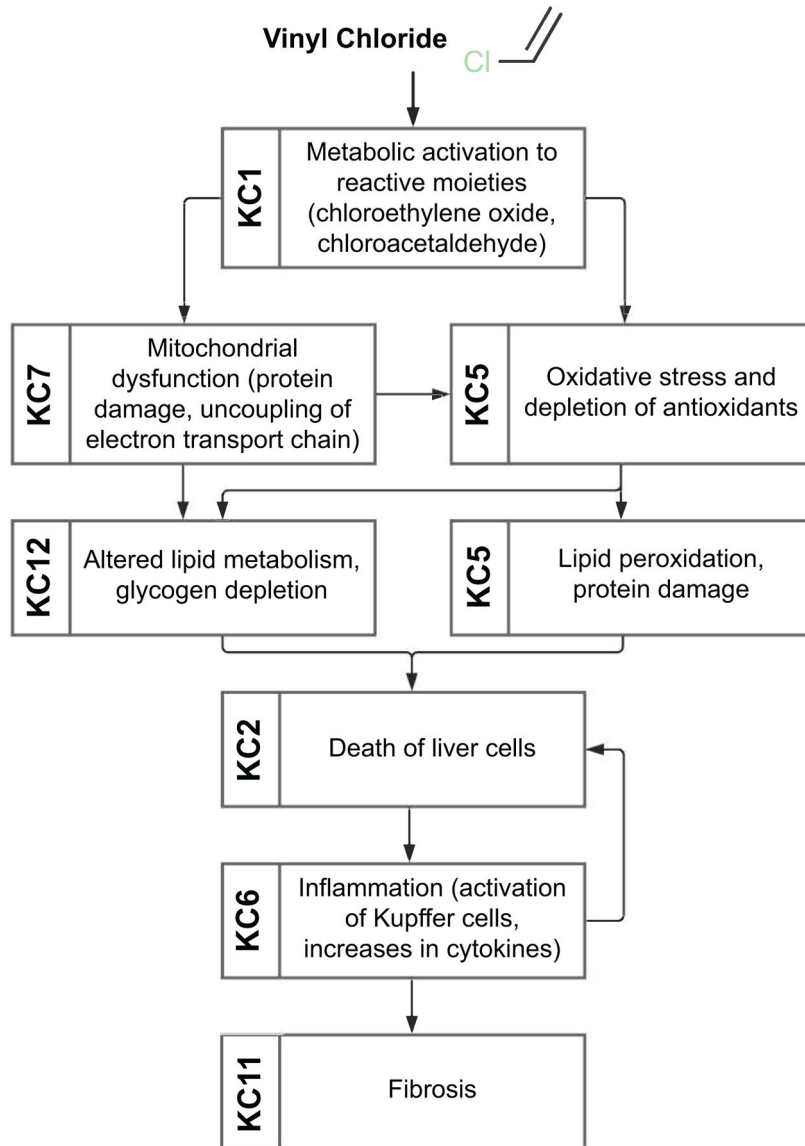 Vinyl Chloride
Cl
KC1
Metabolic activation to
reactive moieties
(chloroethylene oxide,
chloroacetaldehyde)
KC7
Mitochondrial
dysfunction (protein
damage, uncoupling of
electron transport chain)
KC5
Oxidative stress and
depletion of antioxidants
KC12
Altered lipid metabolism,
glycogen depletion
KC5
Lipid peroxidation,
protein damage
KC2
Death of liver cells
KC6
Inflammation (activation
of Kupffer cells,
increases in cytokines)
KC11
Fibrosis